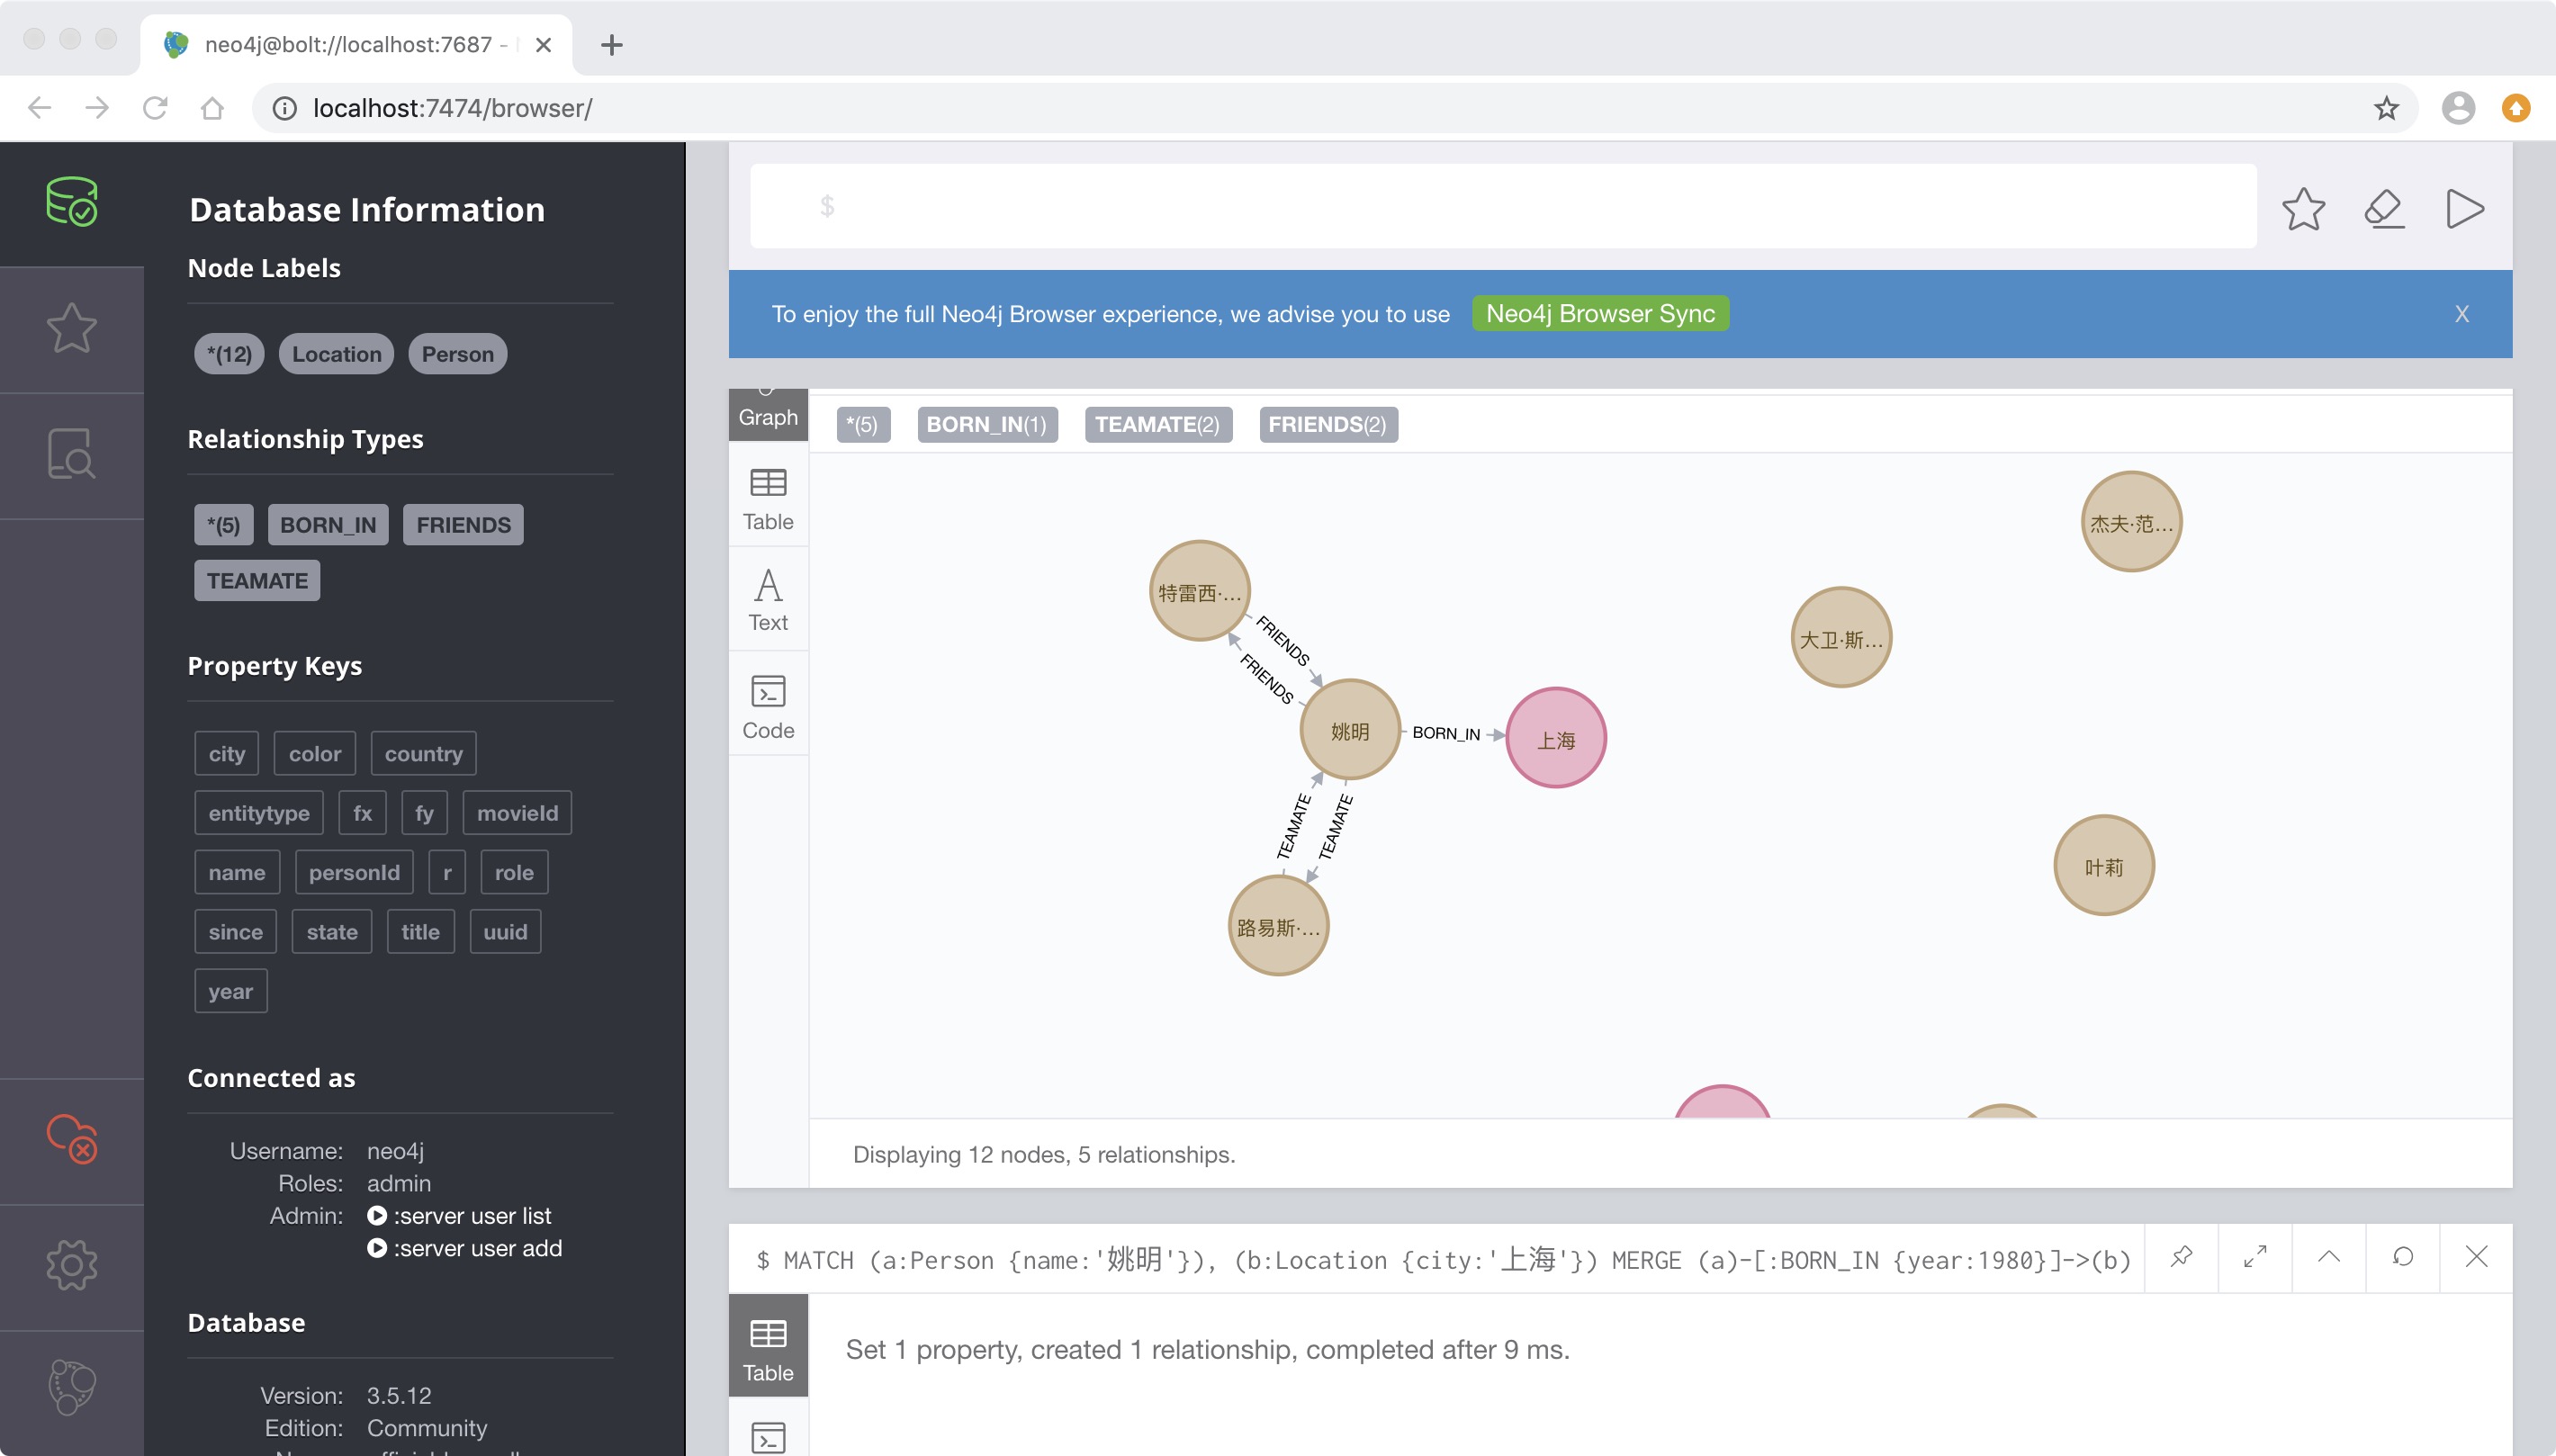 neo4j@bolt://localhost:7687 -
localhost:7474/browser/
Database Information
Node Labels
*(12) Location Person
Relationship Types
*(5) BORN_IN FRIENDS
TEAMATE
Property Keys
city color country
entitytype fx fy movieId
name personId r role
since state title uuid
year
Connected as
Username: neo4j
Roles: admin
Admin: :server user list
:server user add
Database
Version: 3.5.12
Edition: Community
$
To enjoy the full Neo4j Browser experience, we advise you to use Neo4j Browser Sync X
Graph
Table
Text
Code
*(5) BORN_IN(1) TEAMATE(2) FRIENDS(2)
杰夫·范...
特雷西·...
大卫·斯...
FRIENDS
FRIENDS
姚明
BORN_IN
上海
TEAMATE
TEAMATE
叶莉
路易斯·...
Displaying 12 nodes, 5 relationships.
$ MATCH (a:Person {name:'姚明'}), (b:Location {city:'上海'}) MERGE (a)-[:BORN_IN {year:1980}]->(b)
Table
Set 1 property, created 1 relationship, completed after 9 ms.